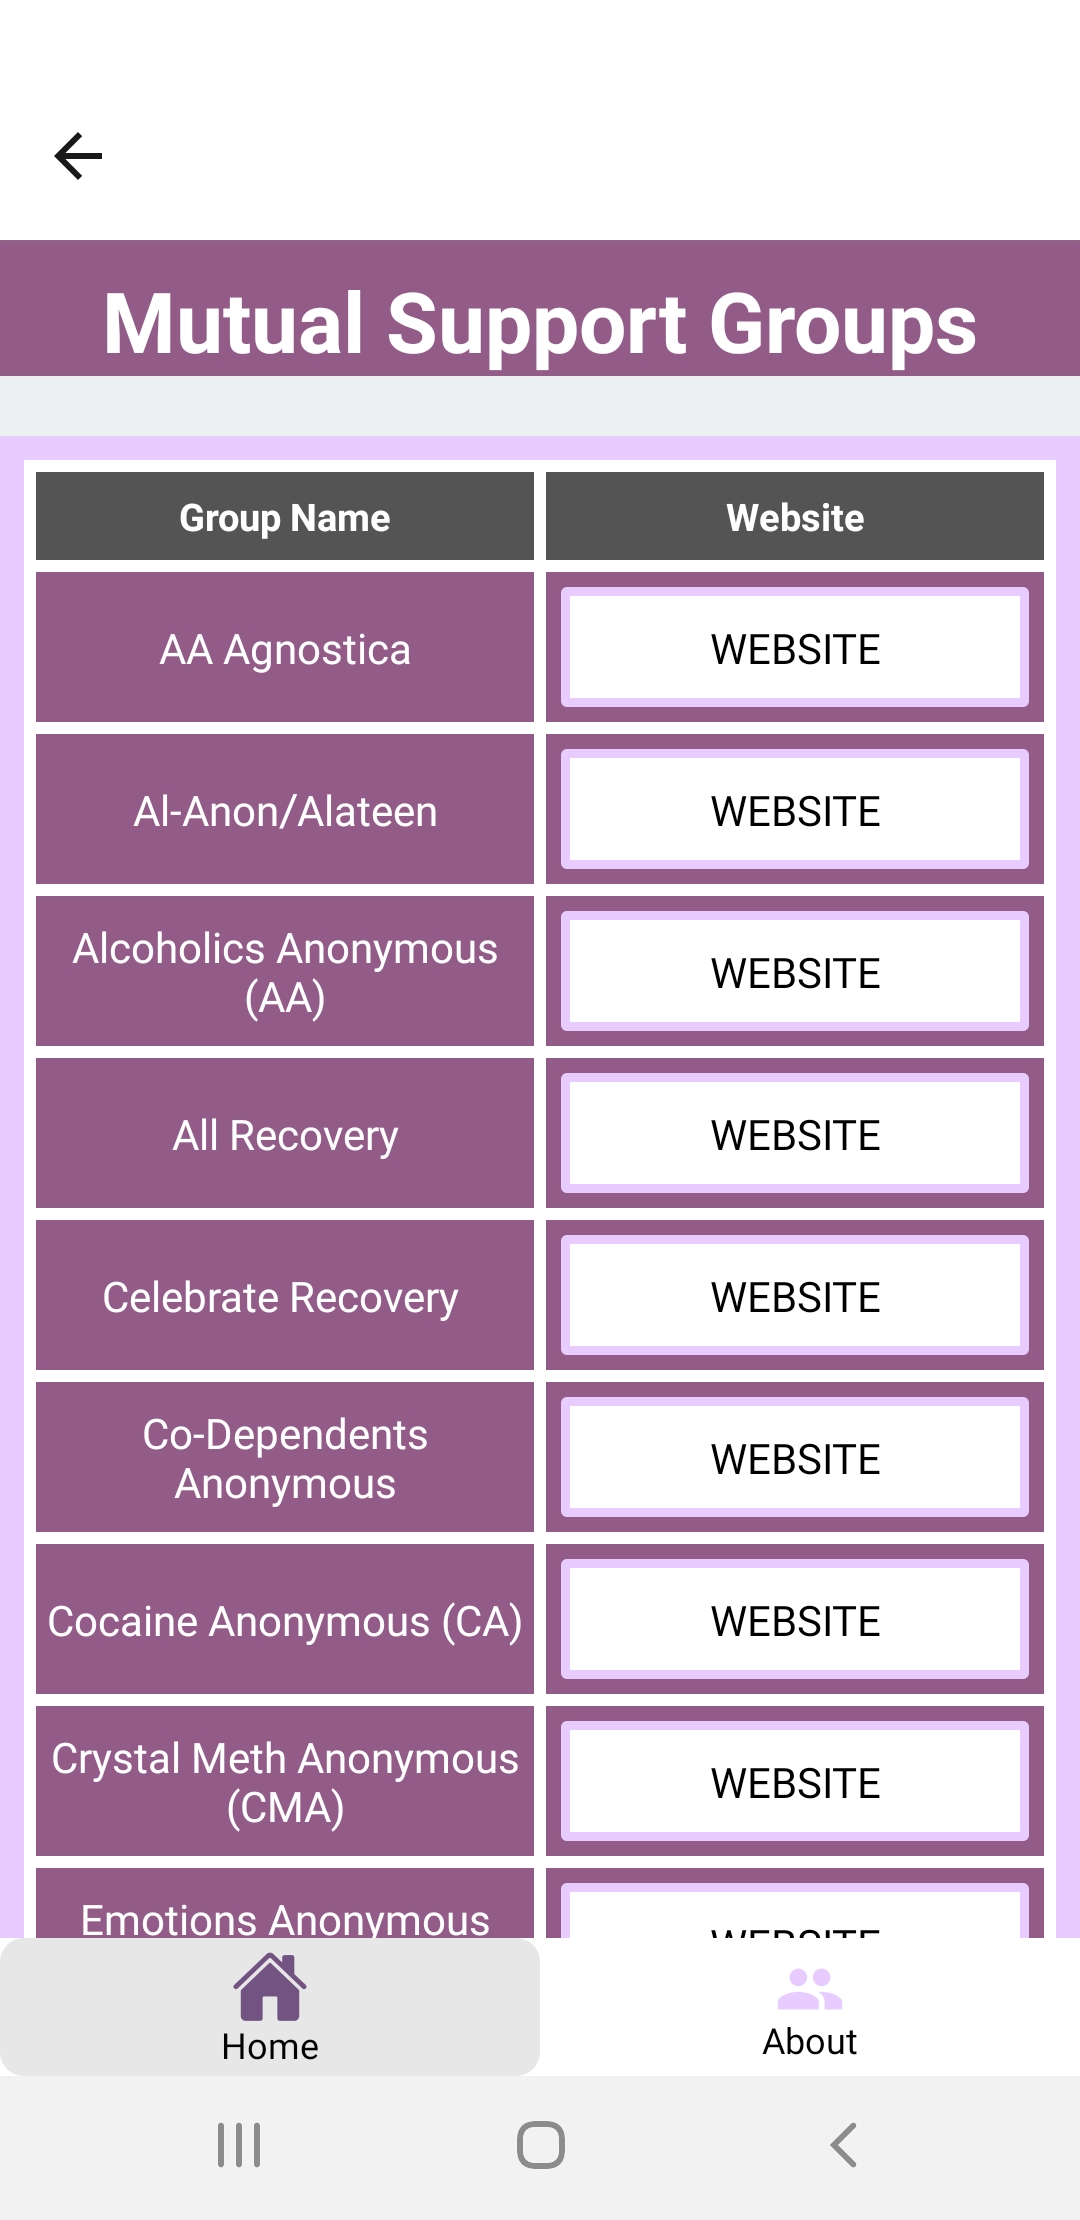 Mutual Support Groups
Group Name
Website
AA Agnostica
WEBSITE
Al-Anon/Alateen
WEBSITE
Alcoholics Anonymous
(AA)
WEBSITE
All Recovery
WEBSITE
Celebrate Recovery
WEBSITE
Co-Dependents
Anonymous
WEBSITE
Cocaine Anonymous (CA)
WEBSITE
Crystal Meth Anonymous
(CMA)
WEBSITE
Emotions Anonymous
WEBSITE
Home
About